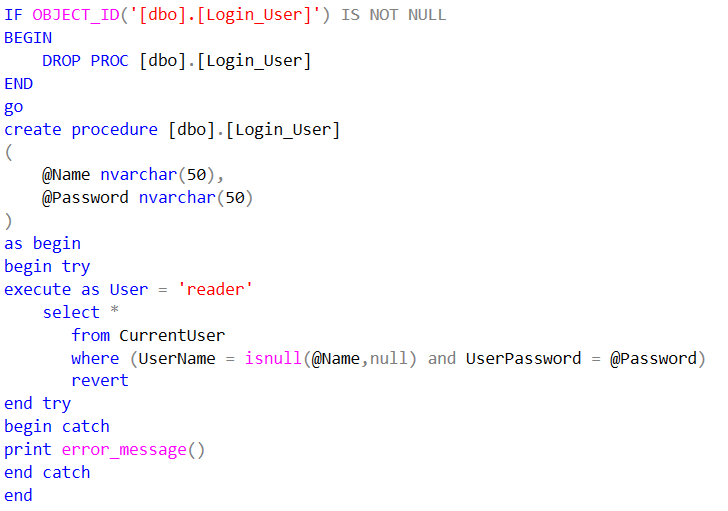 IF OBJECT_ID('[dbo].[Login_User]') IS NOT NULL
BEGIN
    DROP PROC [dbo].[Login_User]
END
go
create procedure [dbo].[Login_User]
(
    @Name nvarchar(50),
    @Password nvarchar(50)
)
as begin
begin try
execute as User = 'reader'
    select *
       from CurrentUser
       where (UserName = isnull(@Name,null) and UserPassword = @Password)
       revert
end try
begin catch
print error_message()
end catch
end